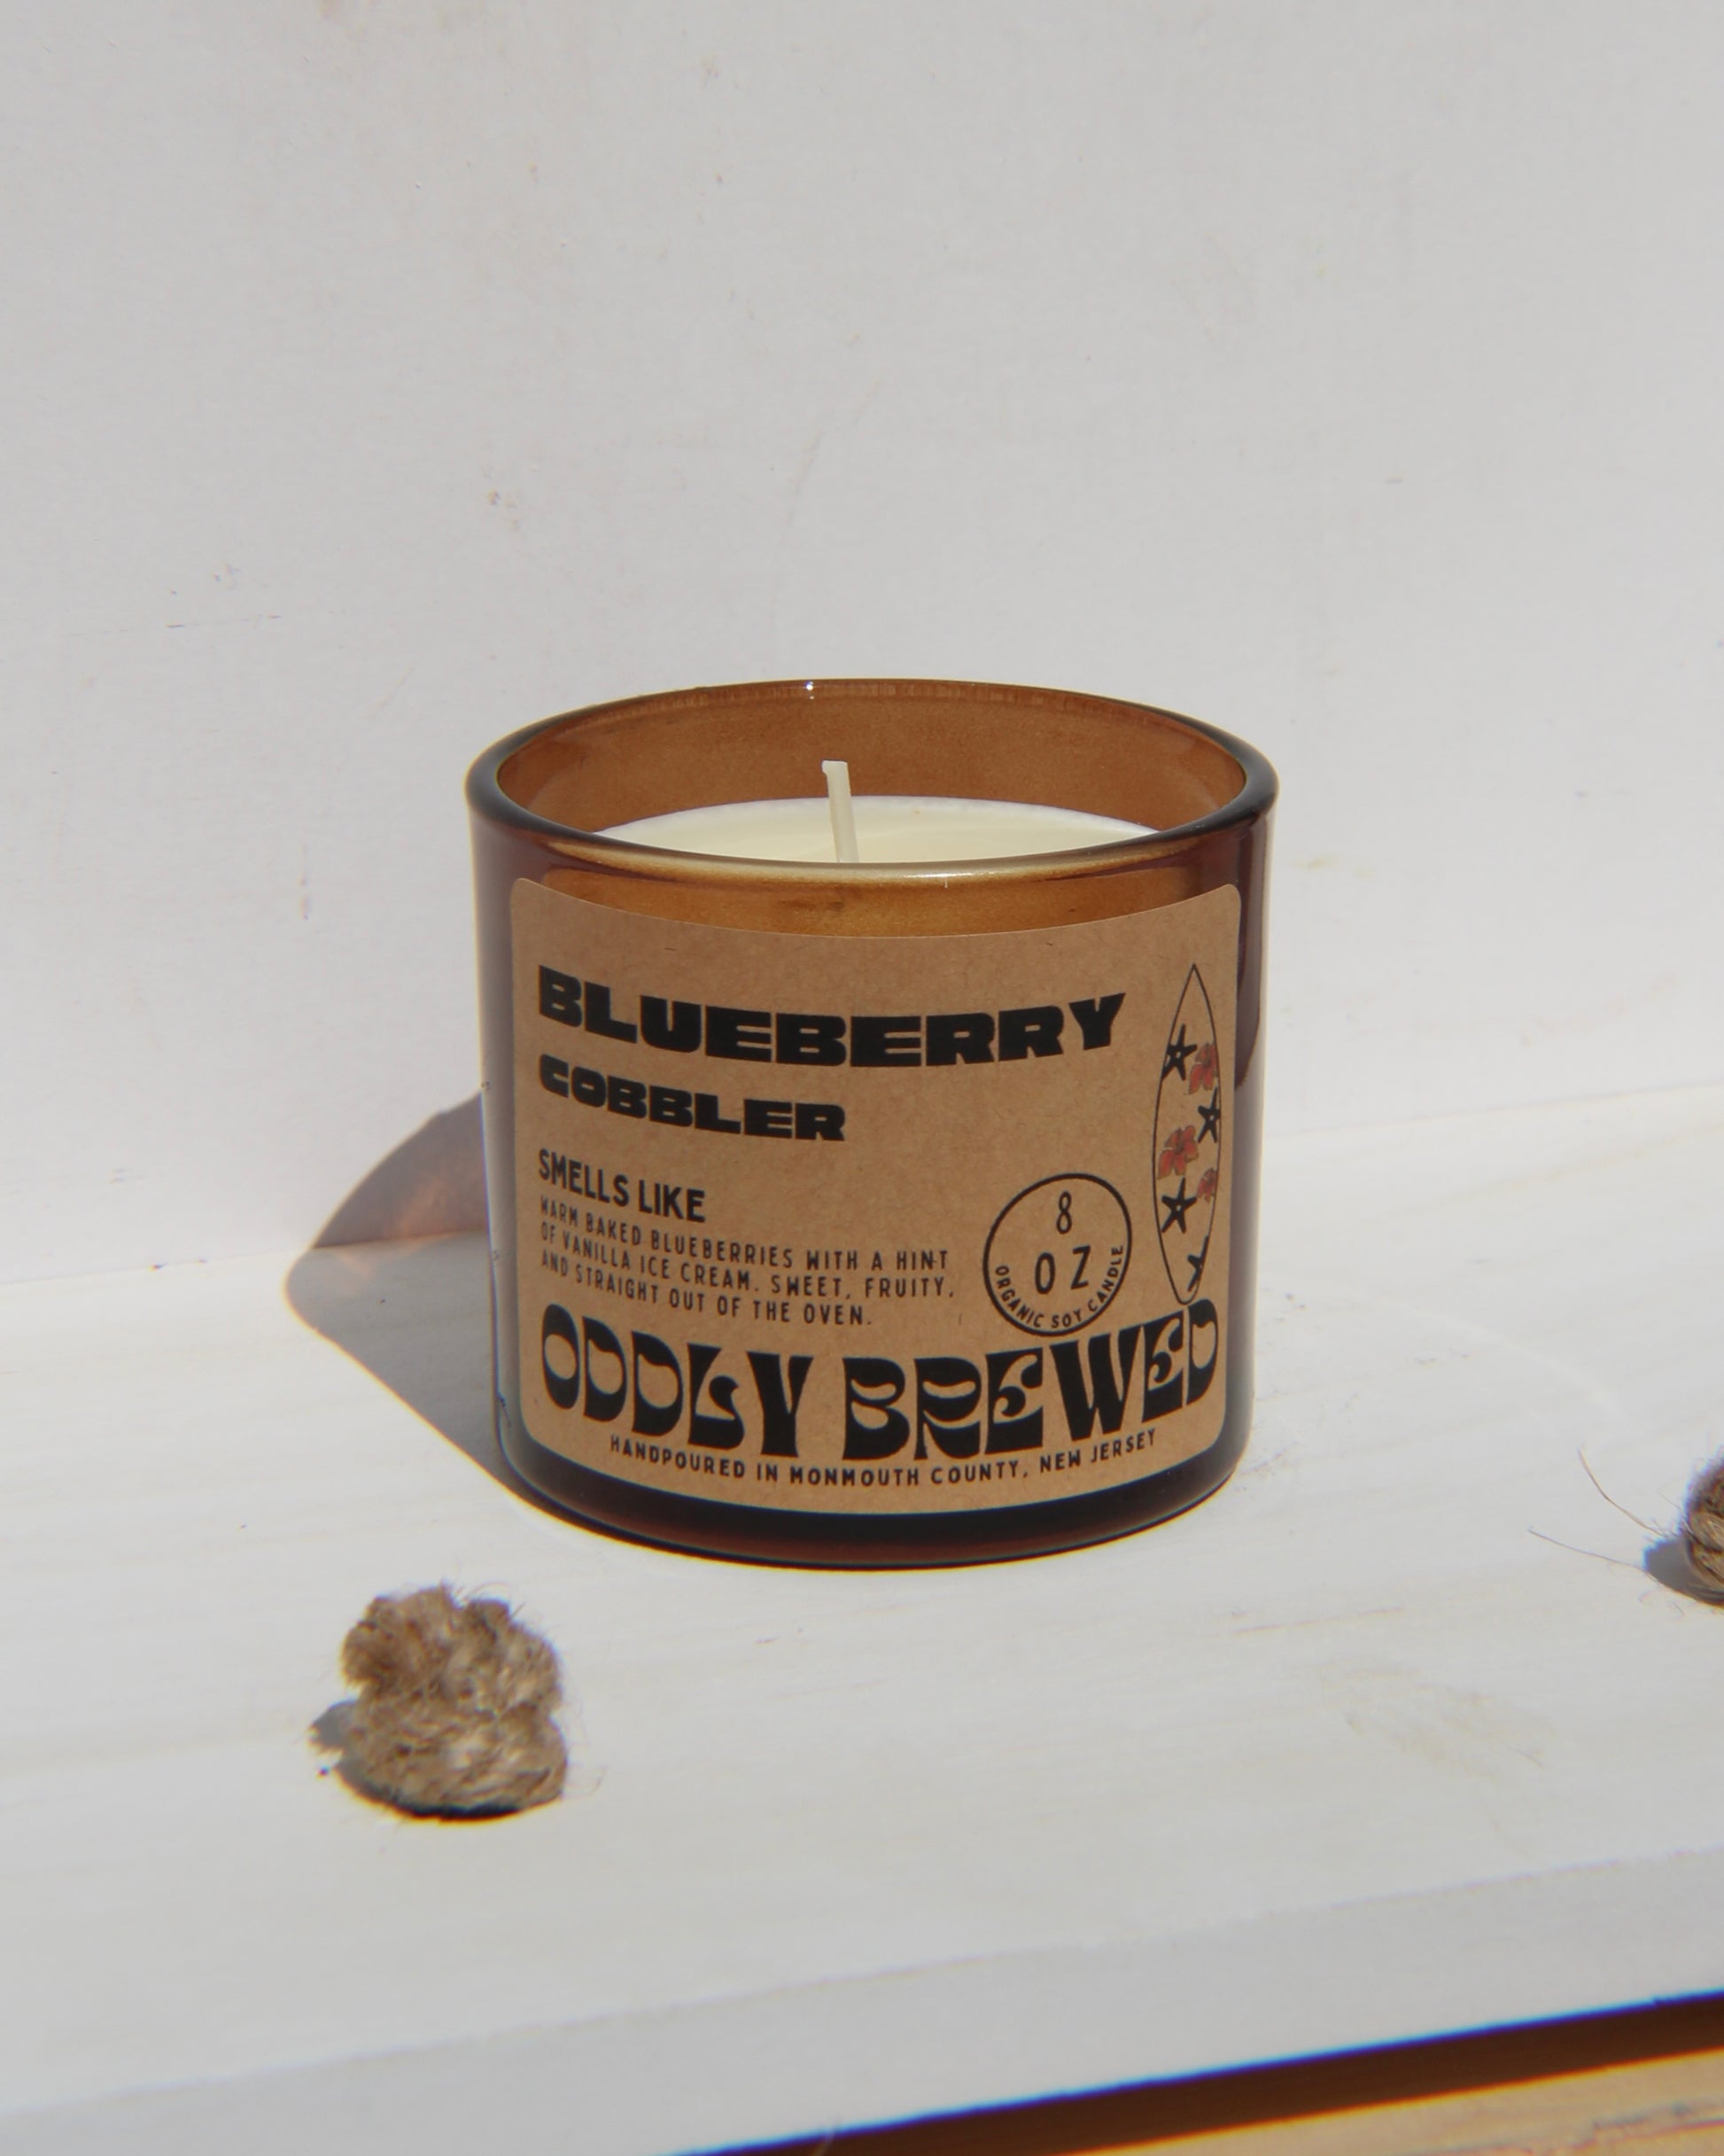 BLUEBERRY
COBBLER
SMELLS LIKE
WARM BAKED BLUEBERRIES WITH A HINT
OF VANILLA ICE CREAM. SWEET, FRUITY,
AND STRAIGHT OUT OF THE OVEN.
8
OZ
ORGANIC SOY CANDLE
ODDLY BREWED
HANDPOURED IN MONMOUTH COUNTY, NEW JERSEY